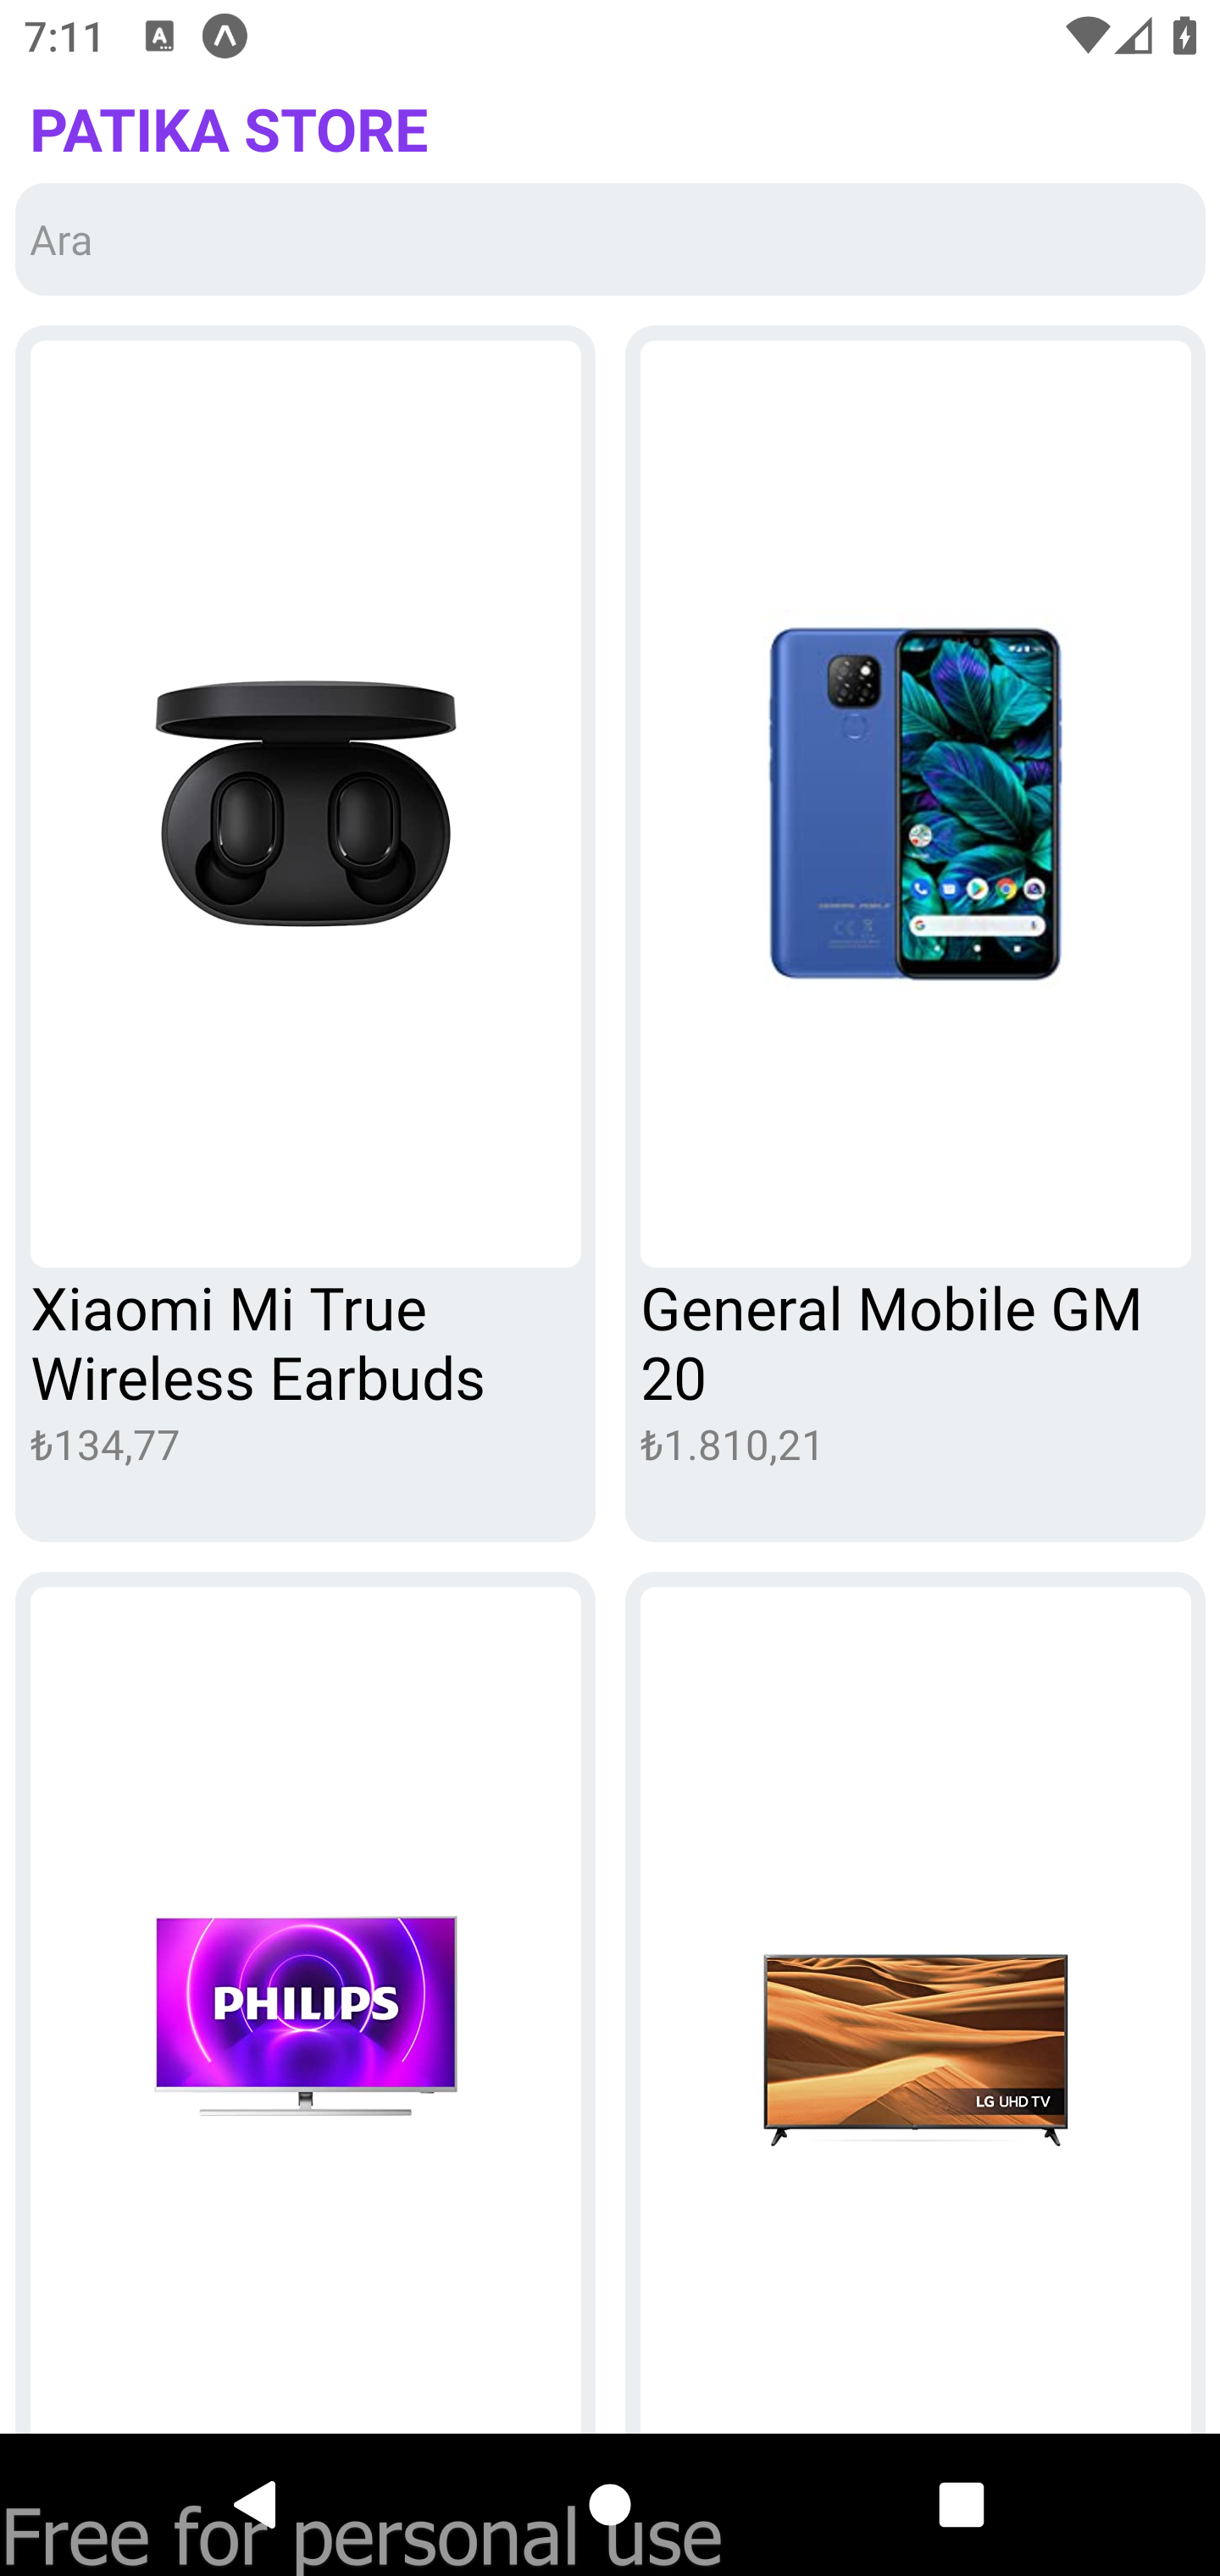 7:11
PATIKA STORE
Ara
Xiaomi Mi True
Wireless Earbuds
₺134,77
General Mobile GM
20
₺1.810,21
PHILIPS
LG UHD TV
Free for personal use